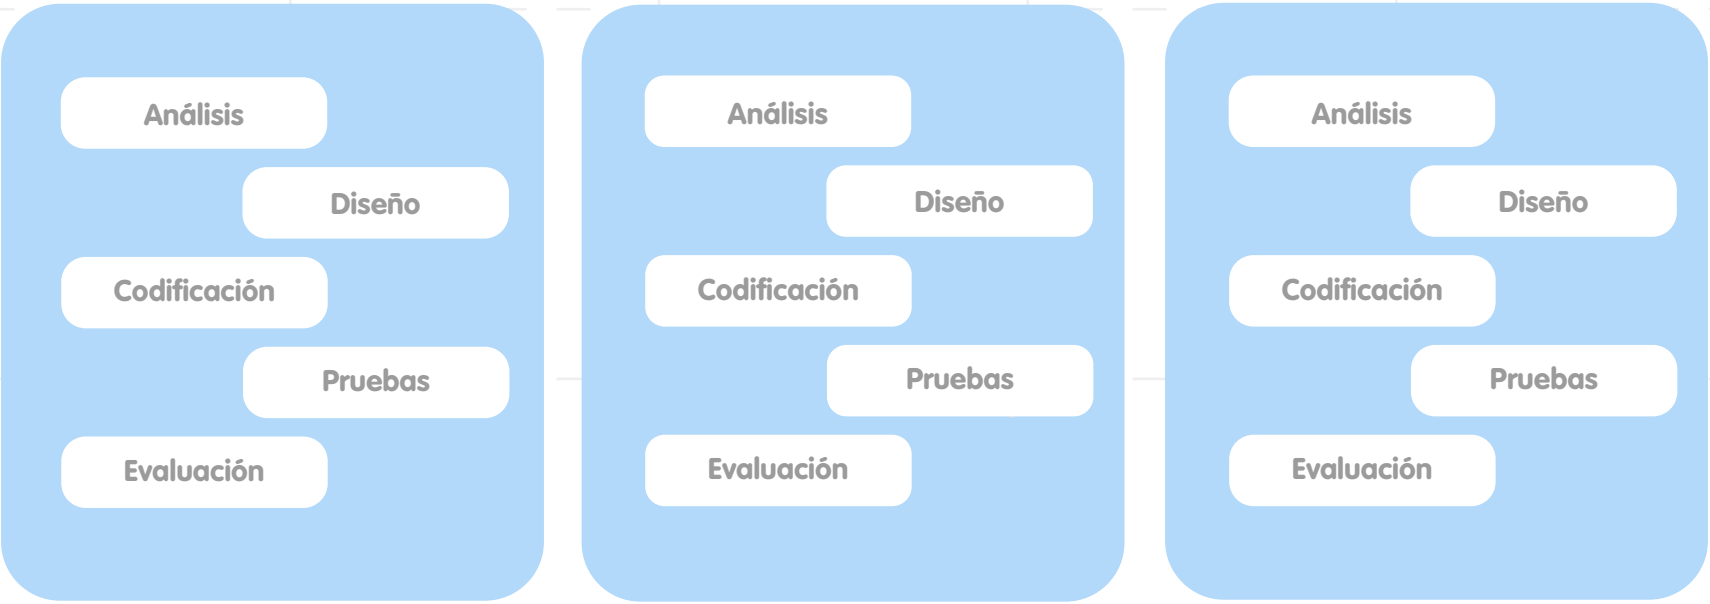 Análisis
Diseño
Codificación
Pruebas
Evaluación
Análisis
Diseño
Codificación
Pruebas
Evaluación
Análisis
Diseño
Codificación
Pruebas
Evaluación